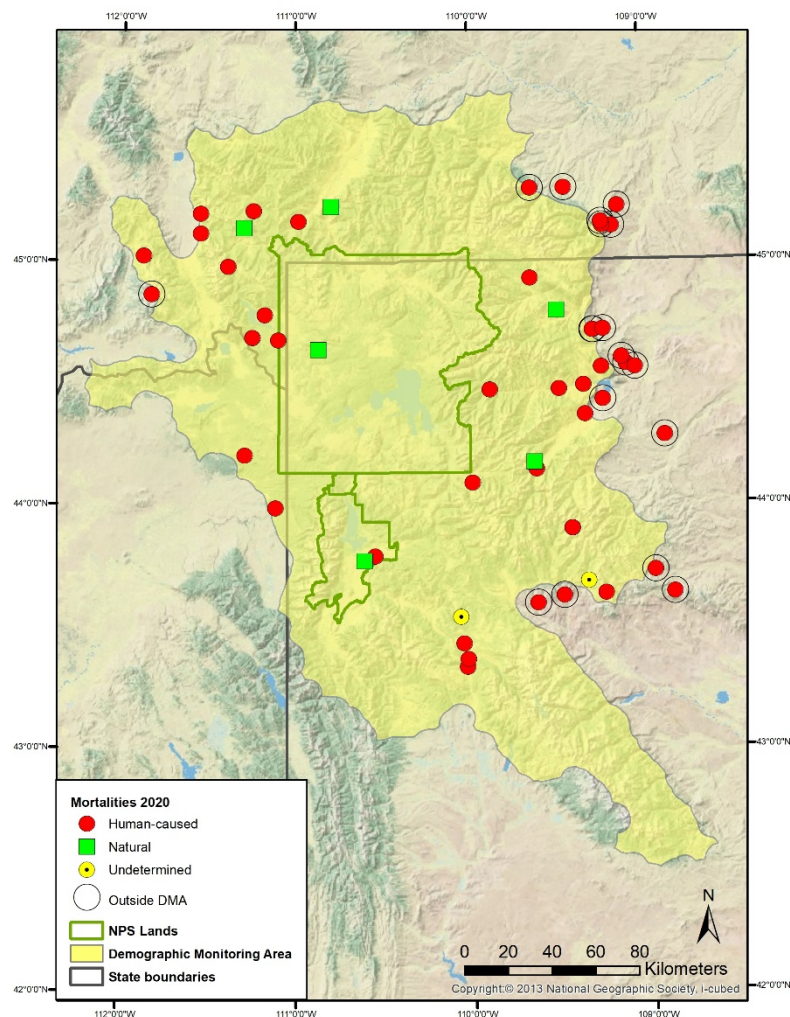 112°0'0"W 111°0'0"W 110°0'0"W 109°0'0"W
45°0'0"N 45°0'0"N
44°0'0"N 44°0'0"N
43°0'0"N 43°0'0"N
Mortalities 2020
Human-caused
Natural
Undetermined
Outside DMA
NPS Lands
Demographic Monitoring Area
State boundaries
N
0 20 40 60 80
Kilometers
Copyright:© 2013 National Geographic Society, i-cubed
42°0'0"N 42°0'0"N
112°0'0"W 111°0'0"W 110°0'0"W 109°0'0"W